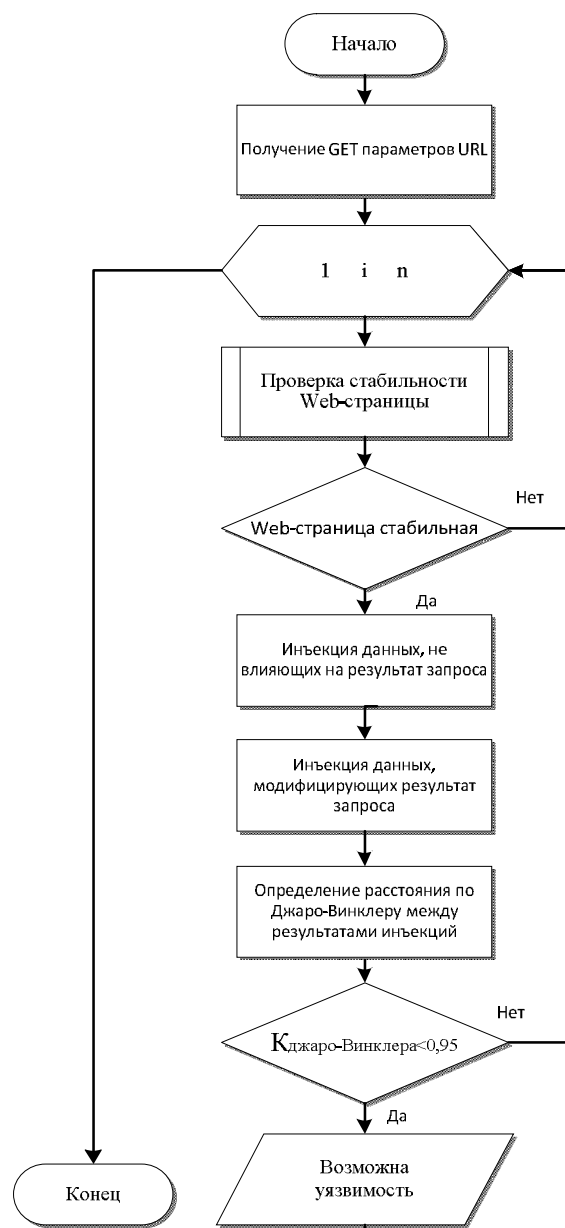 Начало
Получение GET параметров URL
1 i n
Проверка стабильности
Web-страницы
Нет
Web-страница стабильная
Да
Инъекция данных, не
влияющих на результат запроса
Инъекция данных,
модифицирующих результат
запроса
Определение расстояния по
Джаро-Винклеру между
результатами инъекций
Нет
Kджаро-Винклера<0,95
Да
Возможна
уязвимость
Конец